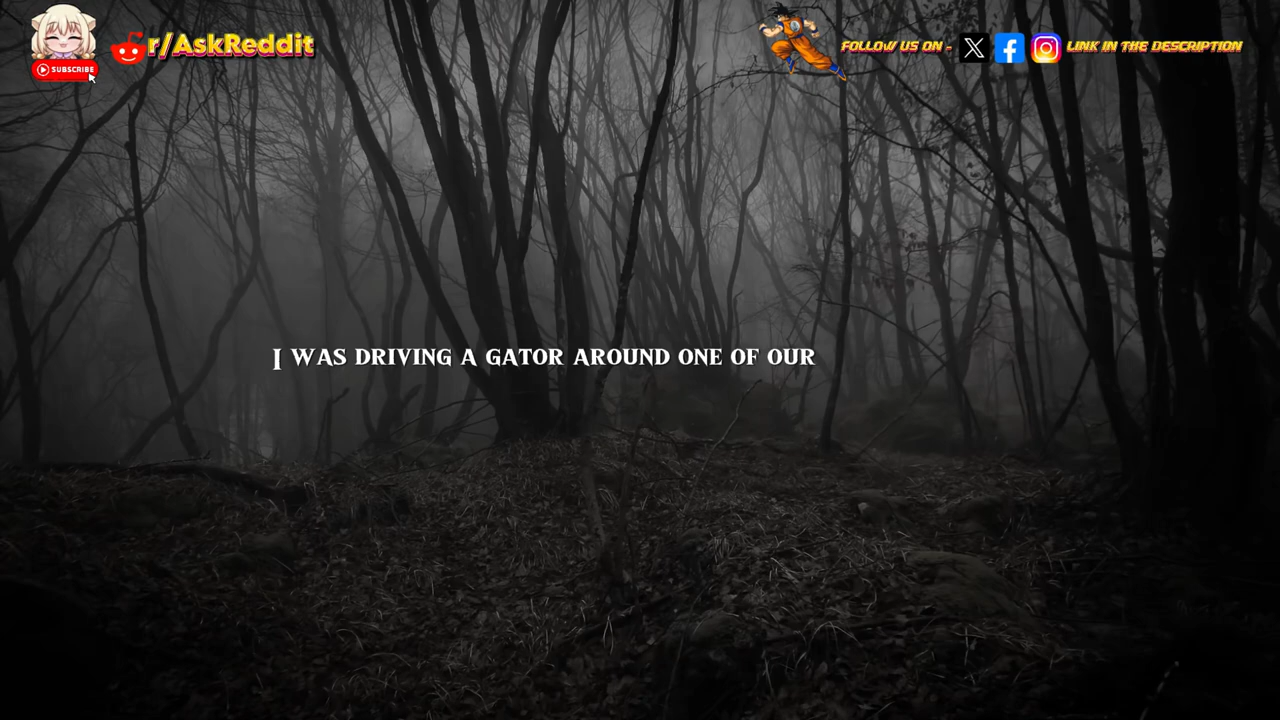 r/AskReddit
SUBSCRIBE
FOLLOW US ON - LINK IN THE DESCRIPTION
I WAS DRIVING A GATOR AROUND ONE OF OUR